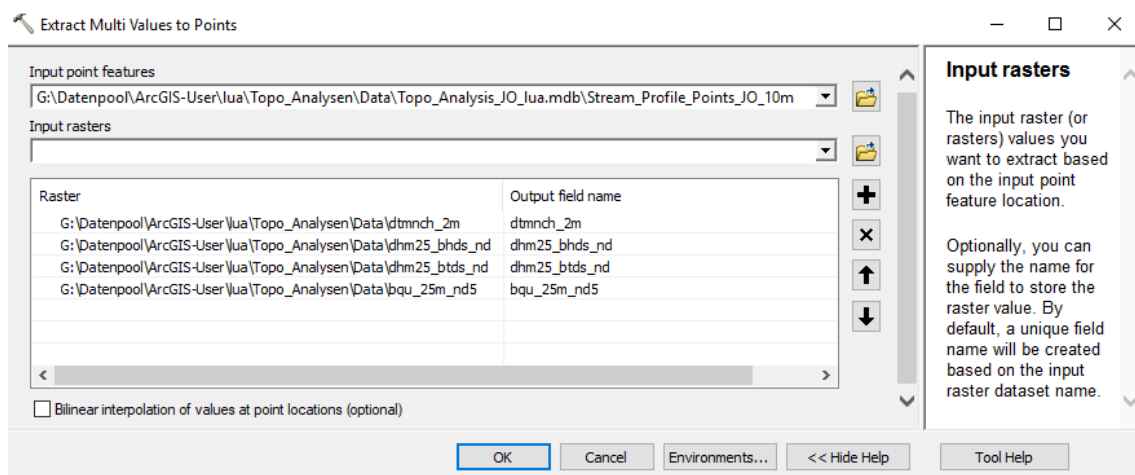 Extract Multi Values to Points
Input point features
G:\Datenpool\ArcGIS-User\lua\Topo_Analysen\Data\Topo_Analysis_JO_lua.mdb\Stream_Profile_Points_JO_10m
Input rasters
Raster Output field name
G:\Datenpool\ArcGIS-User\lua\Topo_Analysen\Data\dtmnch_2m dtmnch_2m
G:\Datenpool\ArcGIS-User\lua\Topo_Analysen\Data\dhm25_bhds_nd dhm25_bhds_nd
G:\Datenpool\ArcGIS-User\lua\Topo_Analysen\Data\dhm25_btds_nd dhm25_btds_nd
G:\Datenpool\ArcGIS-User\lua\Topo_Analysen\Data\bqu_25m_nd5 bqu_25m_nd5
Bilinear interpolation of values at point locations (optional)
OK Cancel Environments... << Hide Help Tool Help
Input rasters
The input raster (or
rasters) values you
want to extract based
on the input point
feature location.
Optionally, you can
supply the name for
the field to store the
raster value. By
default, a unique field
name will be created
based on the input
raster dataset name.